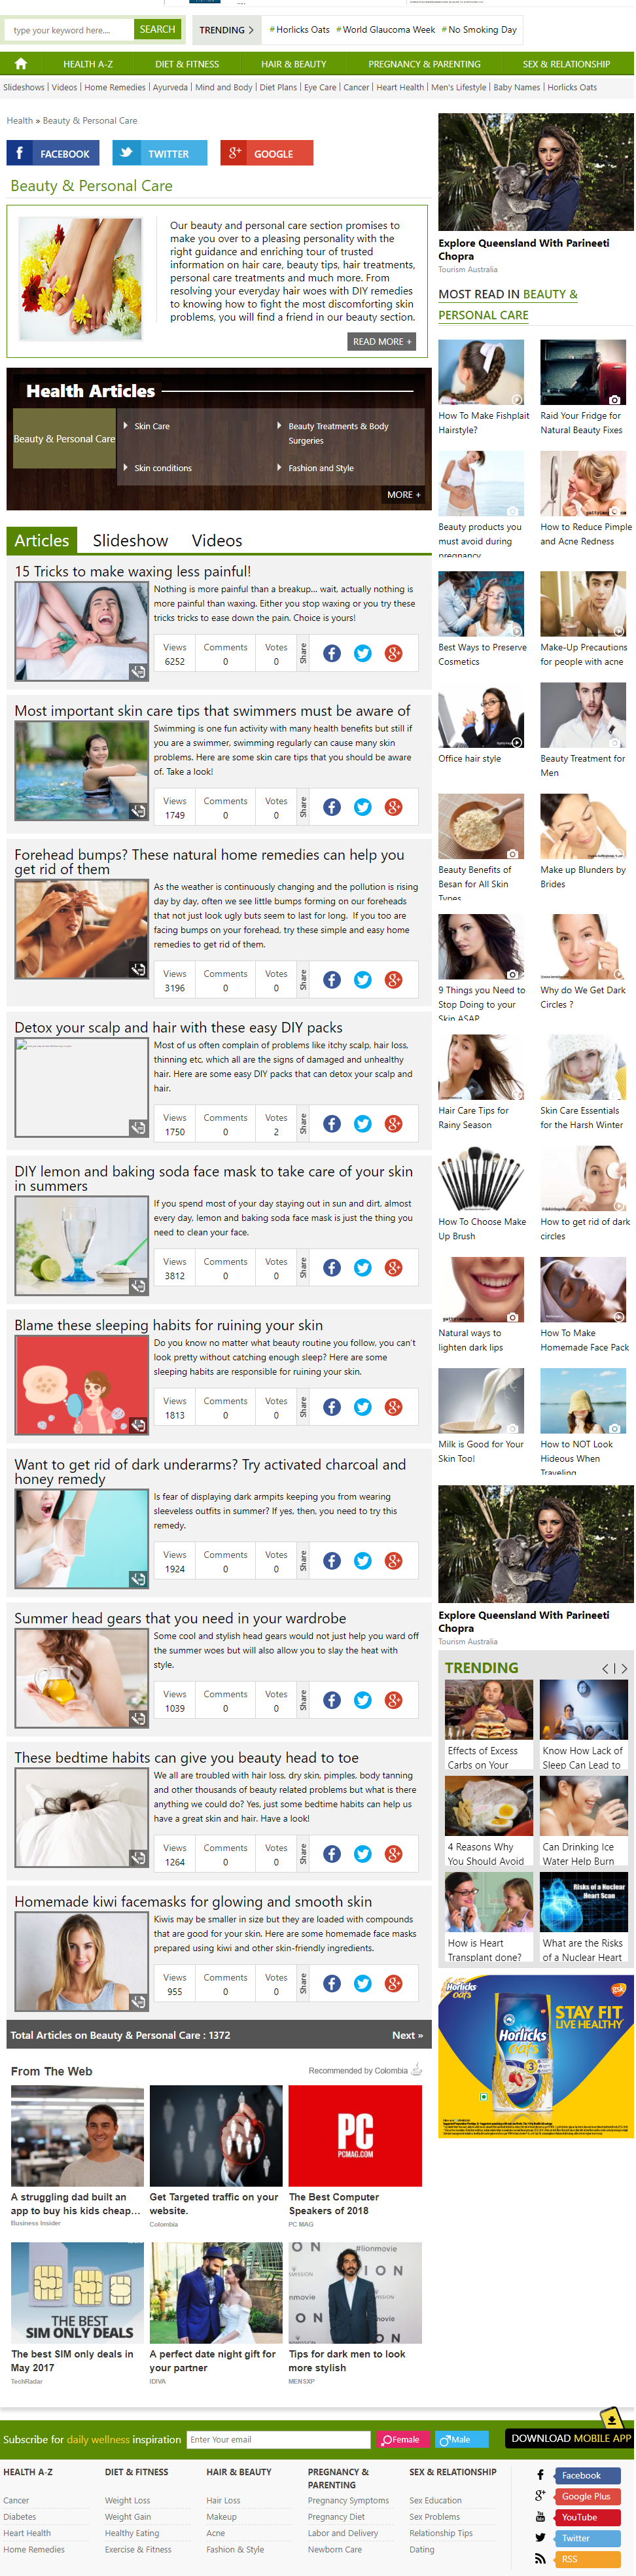 type your keyword here....
SEARCH
TRENDING
#Horlicks Oats #World Glaucoma Week #No Smoking Day
HEALTH A-Z
DIET & FITNESS
HAIR & BEAUTY
PREGNANCY & PARENTING
SEX & RELATIONSHIP
Slideshows | Videos | Home Remedies | Ayurveda | Mind and Body | Diet Plans | Eye Care | Cancer | Heart Health | Men's Lifestyle | Baby Names | Horlicks Oats
Health » Beauty & Personal Care
FACEBOOK
TWITTER
GOOGLE
Beauty & Personal Care
Our beauty and personal care section promises to
make you over to a pleasing personality with the
right guidance and enriching tour of trusted
information on hair care, beauty tips, hair treatments,
personal care treatments and much more. From
resolving your everyday hair woes with DIY remedies
to knowing how to fight the most discomforting skin
problems, you will find a friend in our beauty section.
READ MORE +
Health Articles
Beauty & Personal Care
Skin Care
Beauty Treatments & Body
Surgeries
Skin conditions
Fashion and Style
MORE +
Articles
Slideshow
Videos
15 Tricks to make waxing less painful!
Nothing is more painful than a breakup... wait, actually nothing is
more painful than waxing. Either you stop waxing or you try these
tricks tricks to ease down the pain. Choice is yours!
Views Comments Votes Share
6252 0 0
Most important skin care tips that swimmers must be aware of
Swimming is one fun activity with many health benefits but still if
you are a swimmer, swimming regularly can cause many skin
problems. Here are some skin care tips that you should be aware
of. Take a look!
Views Comments Votes Share
1749 0 0
Forehead bumps? These natural home remedies can help you
get rid of them
As the weather is continuously changing and the pollution is rising
day by day, often we see little bumps forming on our foreheads
that not just look ugly buts seem to last for long. If you too are
facing bumps on your forehead, try these simple and easy home
remedies to get rid of them.
Views Comments Votes Share
3196 0 0
Detox your scalp and hair with these easy DIY packs
Most of us often complain of problems like itchy scalp, hair loss,
thinning etc, which all are the signs of damaged and unhealthy
hair. Here are some easy DIY packs that can detox your scalp and
hair.
Views Comments Votes Share
1750 0 2
DIY lemon and baking soda face mask to take care of your skin
in summers
If you spend most of your day staying out in sun and dirt, almost
every day, lemon and baking soda face mask is just the thing you
need to clean your face.
Views Comments Votes Share
3812 0 0
Blame these sleeping habits for ruining your skin
Do you know no matter what beauty routine you follow, you can't
look pretty without catching enough sleep? Here are some
sleeping habits are responsible for ruining your skin.
Views Comments Votes Share
1813 0 0
Want to get rid of dark underarms? Try activated charcoal and
honey remedy
Is fear of displaying dark armpits keeping you from wearing
sleeveless outfits in summer? If yes, then, you need to try this
remedy.
Views Comments Votes Share
1924 0 0
Summer head gears that you need in your wardrobe
Some cool and stylish head gears would not just help you ward off
the summer woes but will also allow you to slay the heat with
style.
Views Comments Votes Share
1039 0 0
These bedtime habits can give you beauty head to toe
We all are troubled with hair loss, dry skin, pimples, body tanning
and other thousands of beauty related problems but what is there
anything we could do? Yes, just some bedtime habits can help us
have a great skin and hair. Have a look!
Views Comments Votes Share
1264 0 0
Homemade kiwi facemasks for glowing and smooth skin
Kiwis may be smaller in size but they are loaded with compounds
that are good for your skin. Here are some homemade face masks
prepared using kiwi and other skin-friendly ingredients.
Views Comments Votes Share
955 0 0
Total Articles on Beauty & Personal Care : 1372
Next »
From The Web
Recommended by Colombia
PC
PCMAG.COM
A struggling dad built an
app to buy his kids cheap...
Business Insider
Get Targeted traffic on your
website.
Colombia
The Best Computer
Speakers of 2018
PC MAG
THE BEST
SIM ONLY DEALS
#lionmovie
The best SIM only deals in
May 2017
TechRadar
A perfect date night gift for
your partner
IDIVA
Tips for dark men to look
more stylish
MENSXP
Explore Queensland With Parineeti
Chopra
Tourism Australia
MOST READ IN BEAUTY &
PERSONAL CARE
How To Make Fishplait
Hairstyle?
Raid Your Fridge for
Natural Beauty Fixes
Beauty products you
must avoid during
pregnancy
How to Reduce Pimple
and Acne Redness
Best Ways to Preserve
Cosmetics
Make-Up Precautions
for people with acne
Office hair style
Beauty Treatment for
Men
Beauty Benefits of
Besan for All Skin
Types
Make up Blunders by
Brides
9 Things you Need to
Stop Doing to your
Skin ASAP
Why do We Get Dark
Circles ?
Hair Care Tips for
Rainy Season
Skin Care Essentials
for the Harsh Winter
How To Choose Make
Up Brush
How to get rid of dark
circles
Natural ways to
lighten dark lips
How To Make
Homemade Face Pack
Milk is Good for Your
Skin Too!
How to NOT Look
Hideous When
Traveling
Explore Queensland With Parineeti
Chopra
Tourism Australia
TRENDING
Effects of Excess
Carbs on Your
Know How Lack of
Sleep Can Lead to
4 Reasons Why
You Should Avoid
Can Drinking Ice
Water Help Burn
Risks of a Nuclear
Heart Scan
How is Heart
Transplant done?
What are the Risks
of a Nuclear Heart
Horlicks
Oats
gsk
STAY FIT
LIVE HEALTHY
Horlicks
Oats
Subscribe for daily wellness inspiration
Enter Your email
Female
Male
DOWNLOAD MOBILE APP
HEALTH A-Z
Cancer
Diabetes
Heart Health
Home Remedies
DIET & FITNESS
Weight Loss
Weight Gain
Healthy Eating
Exercise & Fitness
HAIR & BEAUTY
Hair Loss
Makeup
Acne
Fashion & Style
PREGNANCY &
PARENTING
Pregnancy Symptoms
Pregnancy Diet
Labor and Delivery
Newborn Care
SEX & RELATIONSHIP
Sex Education
Sex Problems
Relationship Tips
Dating
Facebook
Google Plus
YouTube
Twitter
RSS